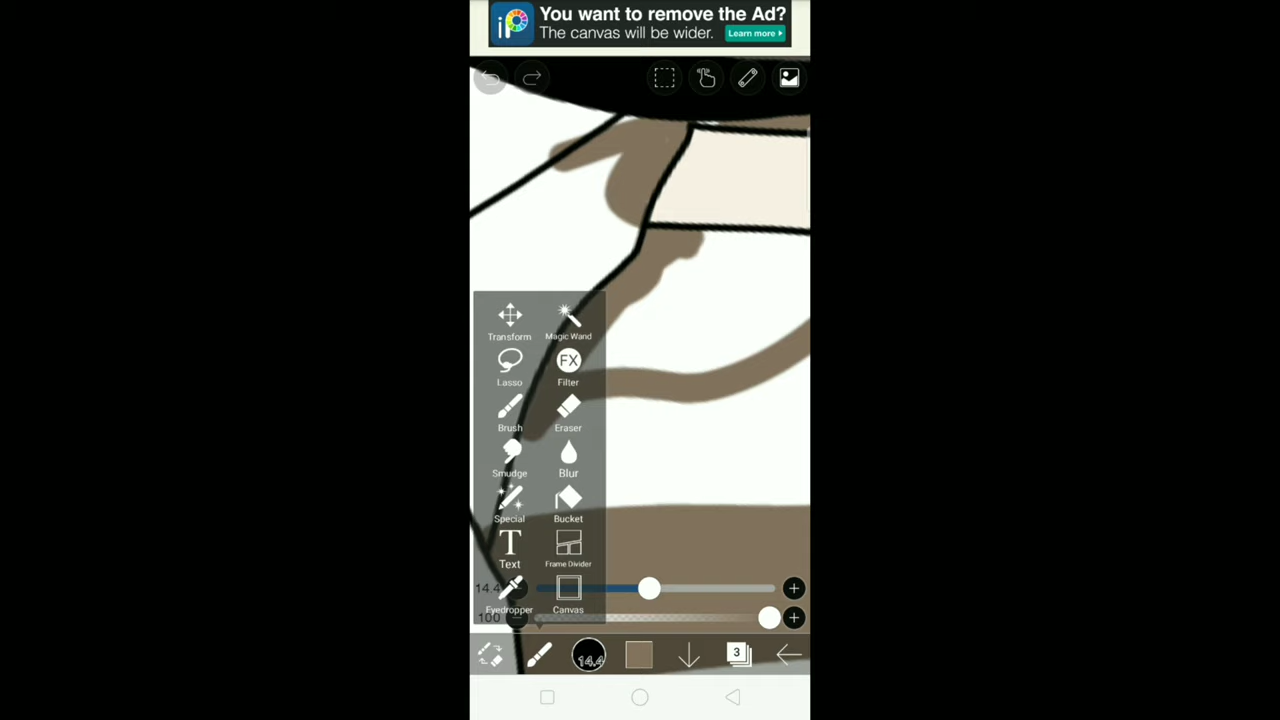 iP You want to remove the Ad?
The canvas will be wider. Learn more
Transform Magic Wand
Lasso FX Filter
Brush Eraser
Smudge Blur
Special Bucket
T Text Frame Divider
14.4
Eyedropper Canvas
100
14.4 3